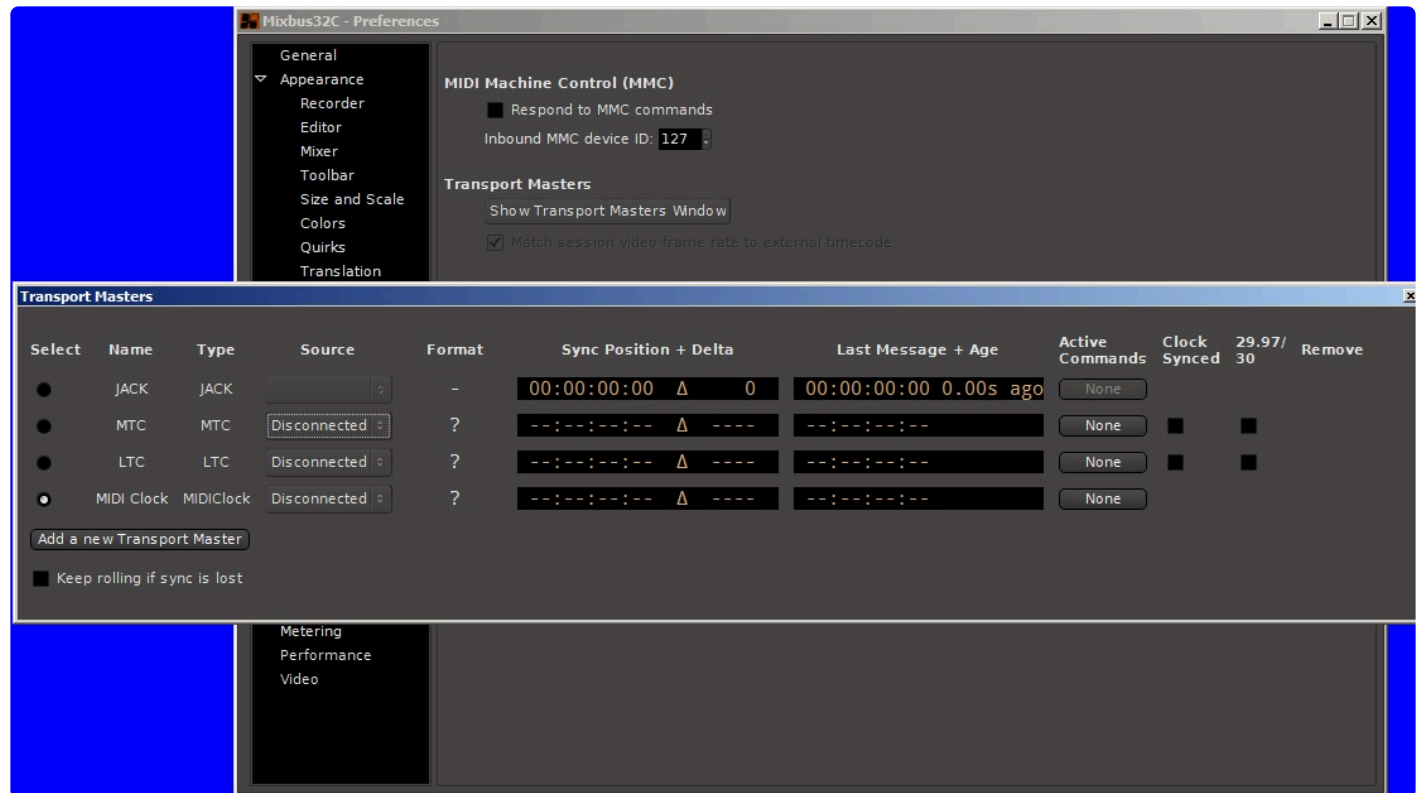 Mixbus32C - Preferences
General
Appearance
Recorder
Editor
Mixer
Toolbar
Size and Scale
Colors
Quirks
Translation
MIDI Machine Control (MMC)
Respond to MMC commands
Inbound MMC device ID: 127
Transport Masters
Show Transport Masters Window
Match session video frame rate to external timecode
Transport Masters
Select Name Type Source Format Sync Position + Delta Last Message + Age Active Commands Clock Synced 29.97/30 Remove
JACK JACK - 00:00:00:00 Δ 0 00:00:00:00 0.00s ago None
MTC MTC Disconnected ? --:--:--:-- Δ ---- --:--:--:-- None
LTC LTC Disconnected ? --:--:--:-- Δ ---- --:--:--:-- None
MIDI Clock MIDIClock Disconnected ? --:--:--:-- Δ ---- --:--:--:-- None
Add a new Transport Master
Keep rolling if sync is lost
Metering
Performance
Video